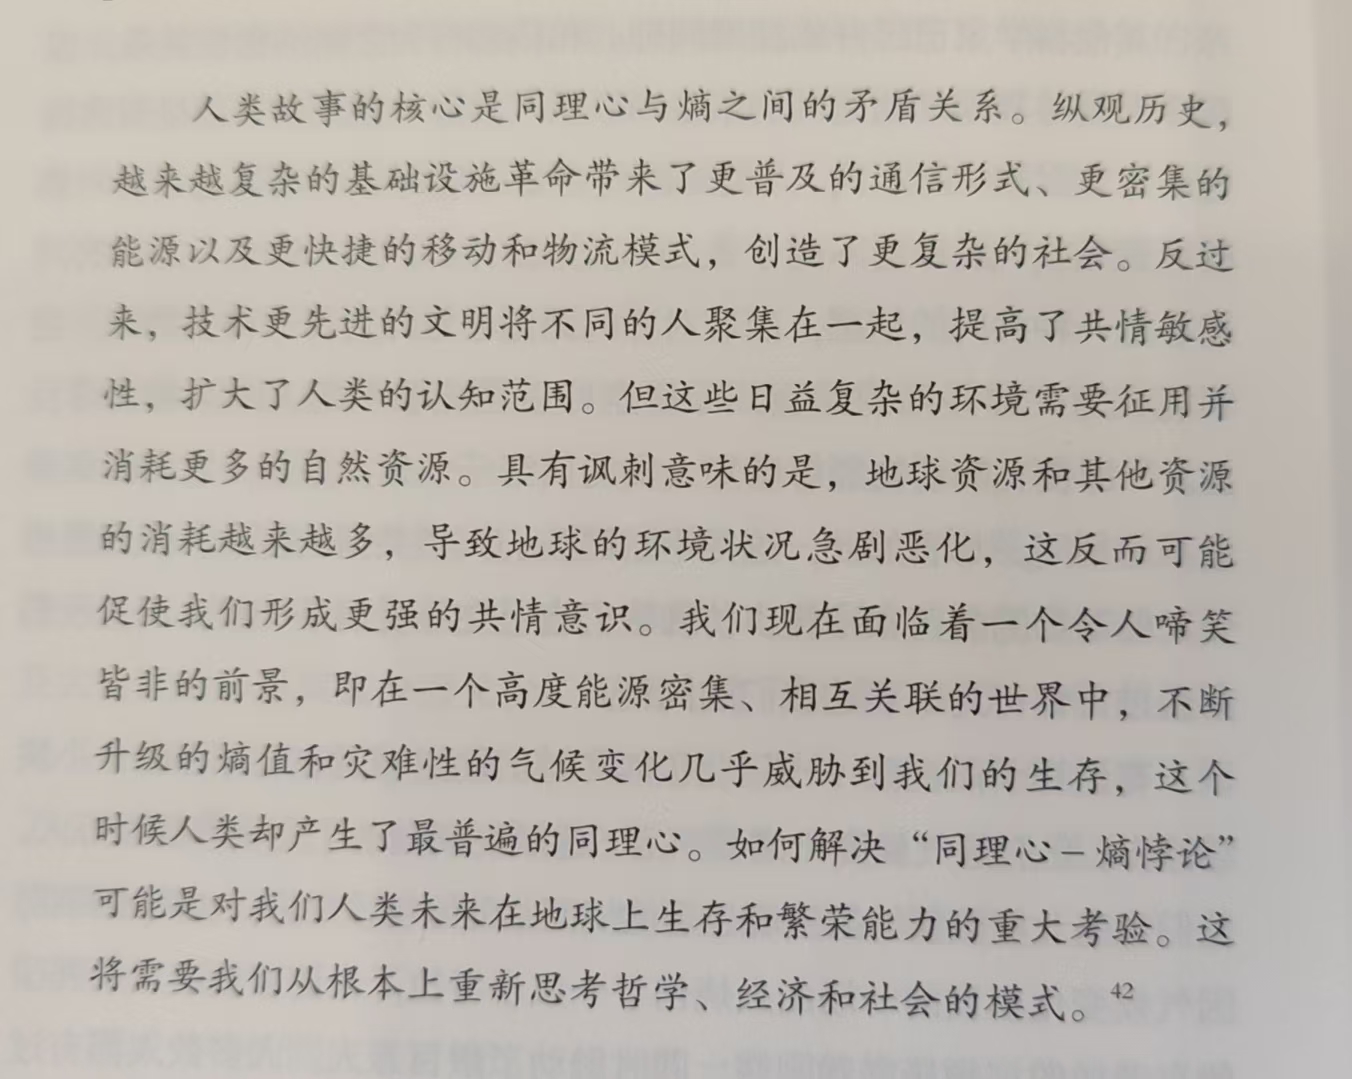 人类故事的核心是同理心与熵之间的矛盾关系。纵观历史，
越来越复杂的基础设施革命带来了更普及的通信形式、更密集的
能源以及更快捷的移动和物流模式，创造了更复杂的社会。反过
来，技术更先进的文明将不同的人聚集在一起，提高了共情敏感
性，扩大了人类的认知范围。但这些日益复杂的环境需要征用并
消耗更多的自然资源。具有讽刺意味的是，地球资源和其他资源
的消耗越来越多，导致地球的环境状况急剧恶化，这反而可能
促使我们形成更强的共情意识。我们现在面临着一个令人啼笑
皆非的前景，即在一个高度能源密集、相互关联的世界中，不断
升级的熵值和灾难性的气候变化几乎威胁到我们的生存，这个
时候人类却产生了最普遍的同理心。如何解决“同理心–熵悖论”
可能是对我们人类未来在地球上生存和繁荣能力的重大考验。这
将需要我们从根本上重新思考哲学、经济和社会的模式。42